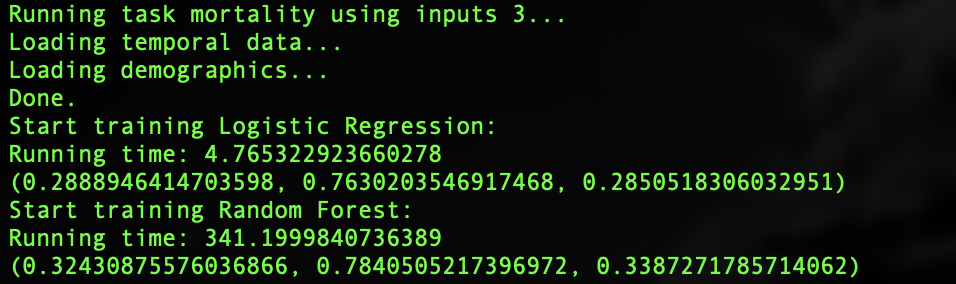 Running task mortality using inputs 3...
Loading temporal data...
Loading demographics...
Done.
Start training Logistic Regression:
Running time: 4.765322923660278
(0.2888946414703598, 0.7630203546917468, 0.2850518306032951)
Start training Random Forest:
Running time: 341.1999840736389
(0.32430875576036866, 0.7840505217396972, 0.3387271785714062)